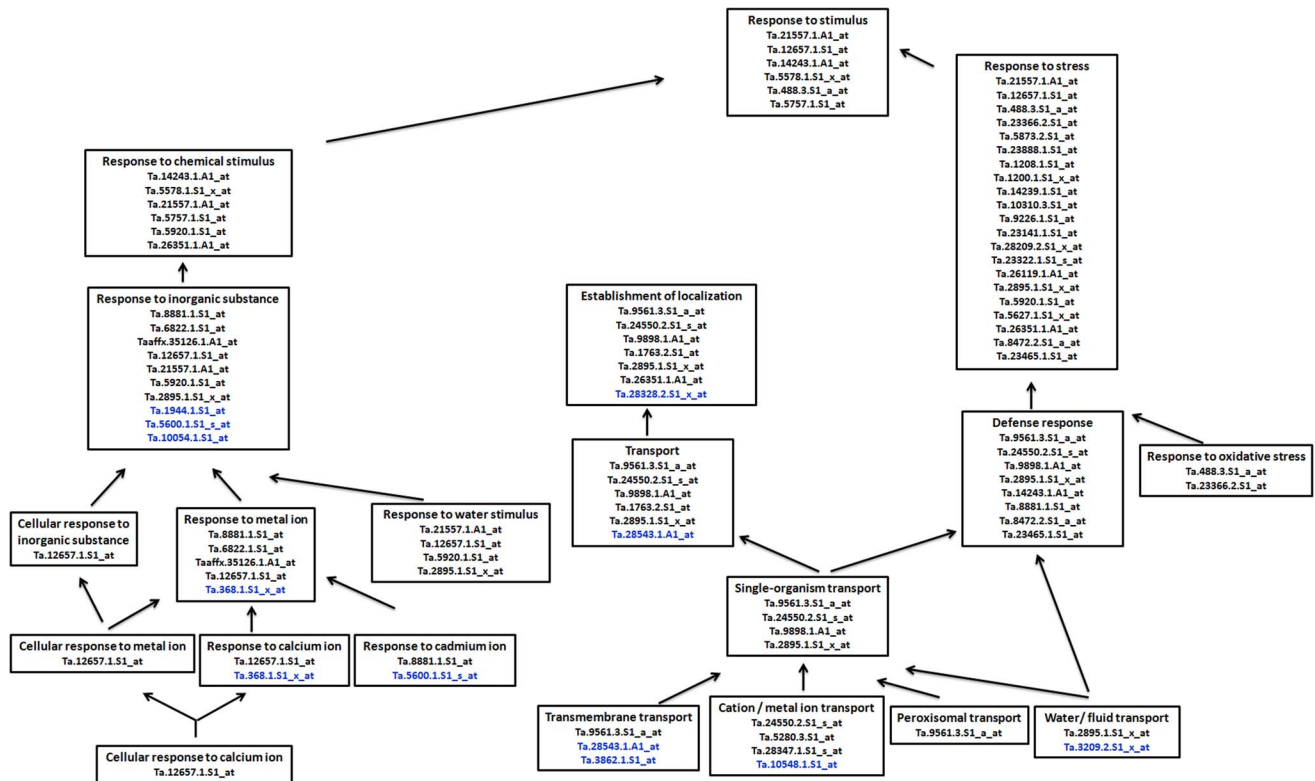 Response to stimulus
Ta.21557.1.A1_at
Ta.12657.1.S1_at
Ta.14243.1.A1_at
Ta.5578.1.S1_x_at
Ta.488.3.S1_a_at
Ta.5757.1.S1_at
Response to stress
Ta.21557.1.A1_at
Ta.12657.1.S1_at
Ta.488.3.S1_a_at
Ta.23366.2.S1_at
Ta.5873.2.S1_at
Ta.23888.1.S1_at
Ta.1208.1.S1_at
Ta.1200.1.S1_x_at
Ta.14239.1.S1_at
Ta.10310.3.S1_at
Ta.9226.1.S1_at
Ta.23141.1.S1_at
Ta.28209.2.S1_x_at
Ta.23322.1.S1_s_at
Ta.26119.1.A1_at
Ta.2895.1.S1_x_at
Ta.5920.1.S1_at
Ta.5627.1.S1_x_at
Ta.26351.1.A1_at
Ta.8472.2.S1_a_at
Ta.23465.1.S1_at
Response to chemical stimulus
Ta.14243.1.A1_at
Ta.5578.1.S1_x_at
Ta.21557.1.A1_at
Ta.5757.1.S1_at
Ta.5920.1.S1_at
Ta.26351.1.A1_at
Response to inorganic substance
Ta.8881.1.S1_at
Ta.6822.1.S1_at
Taaffx.35126.1.A1_at
Ta.12657.1.S1_at
Ta.21557.1.A1_at
Ta.5920.1.S1_at
Ta.2895.1.S1_x_at
Ta.1944.1.S1_at
Ta.5600.1.S1_s_at
Ta.10054.1.S1_at
Establishment of localization
Ta.9561.3.S1_a_at
Ta.24550.2.S1_s_at
Ta.9898.1.A1_at
Ta.1763.2.S1_at
Ta.2895.1.S1_x_at
Ta.26351.1.A1_at
Ta.28328.2.S1_x_at
Transport
Ta.9561.3.S1_a_at
Ta.24550.2.S1_s_at
Ta.9898.1.A1_at
Ta.1763.2.S1_at
Ta.2895.1.S1_x_at
Ta.28543.1.A1_at
Defense response
Ta.9561.3.S1_a_at
Ta.24550.2.S1_s_at
Ta.9898.1.A1_at
Ta.2895.1.S1_x_at
Ta.14243.1.A1_at
Ta.8881.1.S1_at
Ta.8472.2.S1_a_at
Ta.23465.1.S1_at
Response to oxidative stress
Ta.488.3.S1_a_at
Ta.23366.2.S1_at
Cellular response to
inorganic substance
Ta.12657.1.S1_at
Response to metal ion
Ta.8881.1.S1_at
Ta.6822.1.S1_at
Taaffx.35126.1.A1_at
Ta.12657.1.S1_at
Ta.368.1.S1_x_at
Response to water stimulus
Ta.21557.1.A1_at
Ta.12657.1.S1_at
Ta.5920.1.S1_at
Ta.2895.1.S1_x_at
Single-organism transport
Ta.9561.3.S1_a_at
Ta.24550.2.S1_s_at
Ta.9898.1.A1_at
Ta.2895.1.S1_x_at
Cellular response to metal ion
Ta.12657.1.S1_at
Response to calcium ion
Ta.12657.1.S1_at
Ta.368.1.S1_x_at
Response to cadmium ion
Ta.8881.1.S1_at
Ta.5600.1.S1_s_at
Transmembrane transport
Ta.9561.3.S1_a_at
Ta.28543.1.A1_at
Ta.3862.1.S1_at
Cation / metal ion transport
Ta.24550.2.S1_s_at
Ta.5280.3.S1_at
Ta.28347.1.S1_s_at
Ta.10548.1.S1_at
Peroxisomal transport
Ta.9561.3.S1_a_at
Water/ fluid transport
Ta.2895.1.S1_x_at
Ta.3209.2.S1_x_at
Cellular response to calcium ion
Ta.12657.1.S1_at